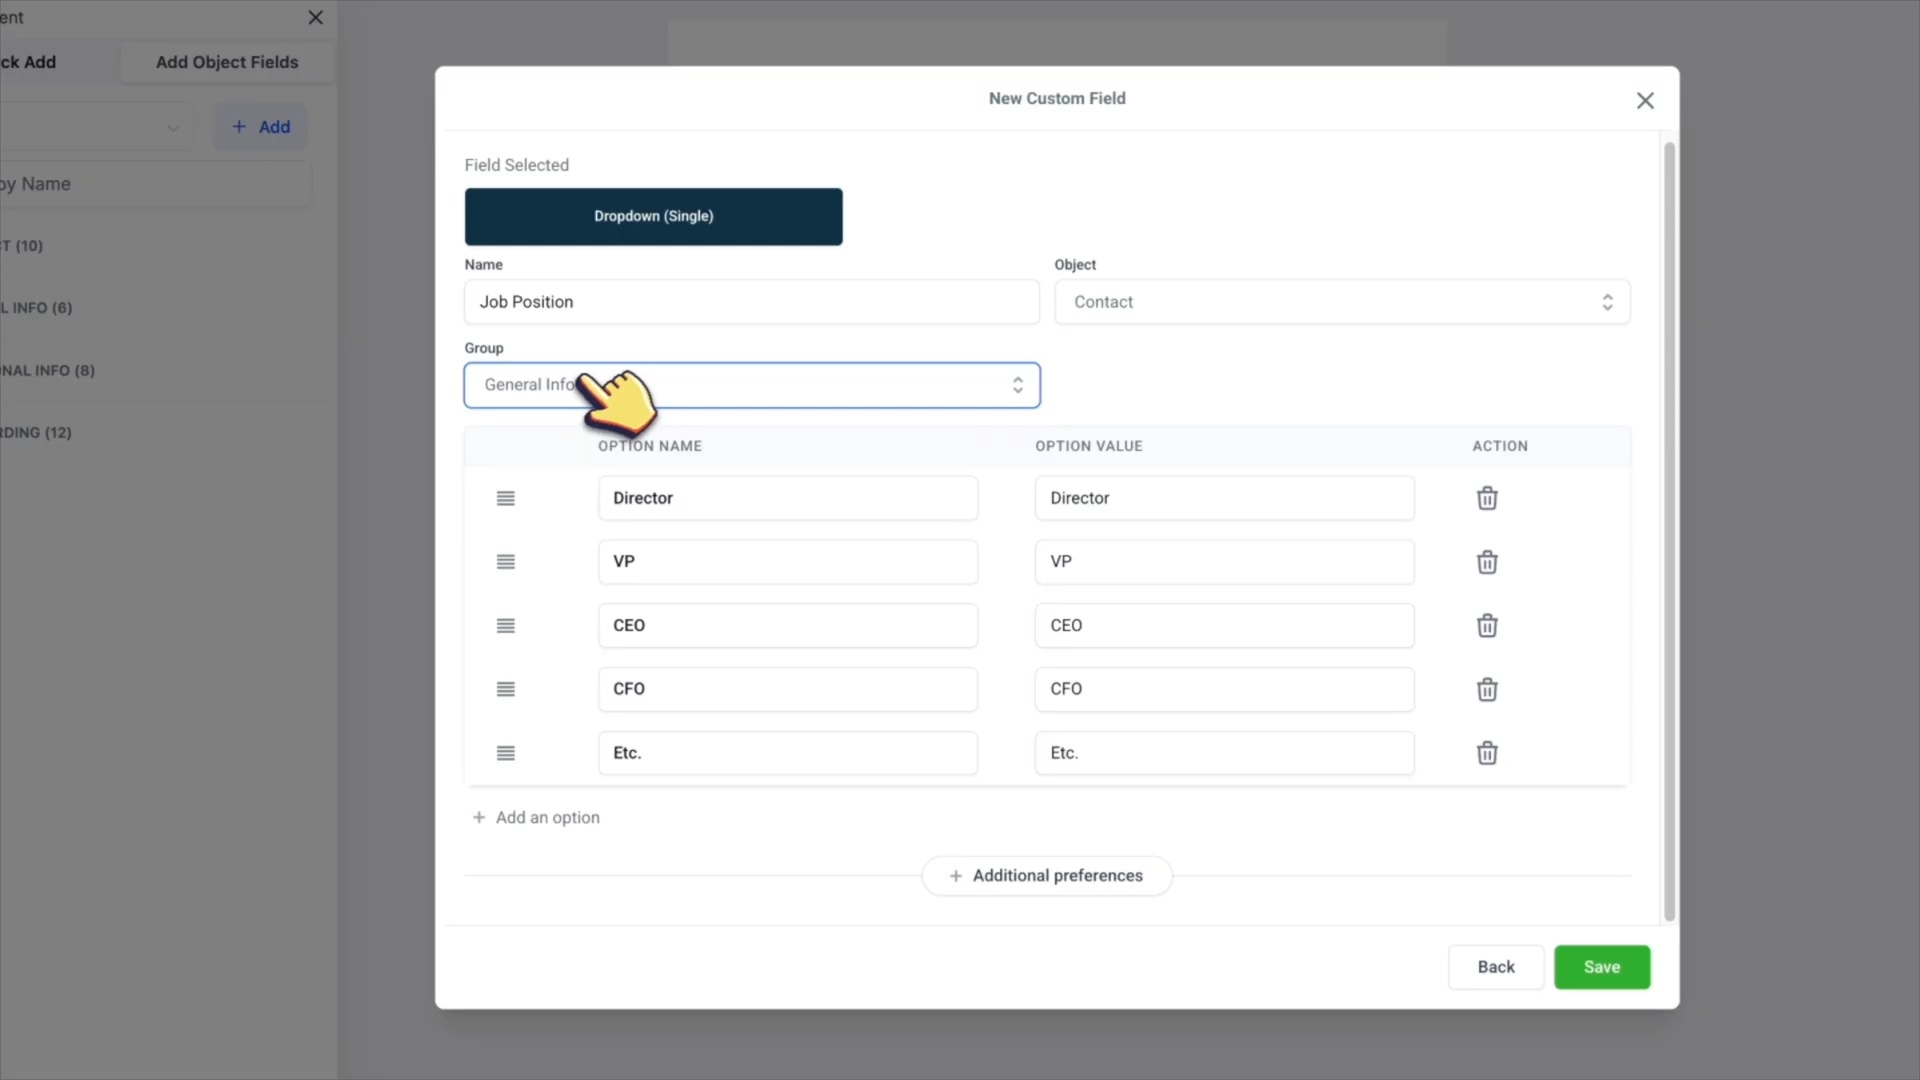 ent
ck Add
Add Object Fields
+ Add
by Name
CT (10)
L INFO (6)
NAL INFO (8)
RDING (12)
New Custom Field
Field Selected
Dropdown (Single)
Name
Object
Job Position
Contact
Group
General Info
OPTION NAME
OPTION VALUE
ACTION
Director
Director
VP
VP
CEO
CEO
CFO
CFO
Etc.
Etc.
+ Add an option
+ Additional preferences
Back
Save